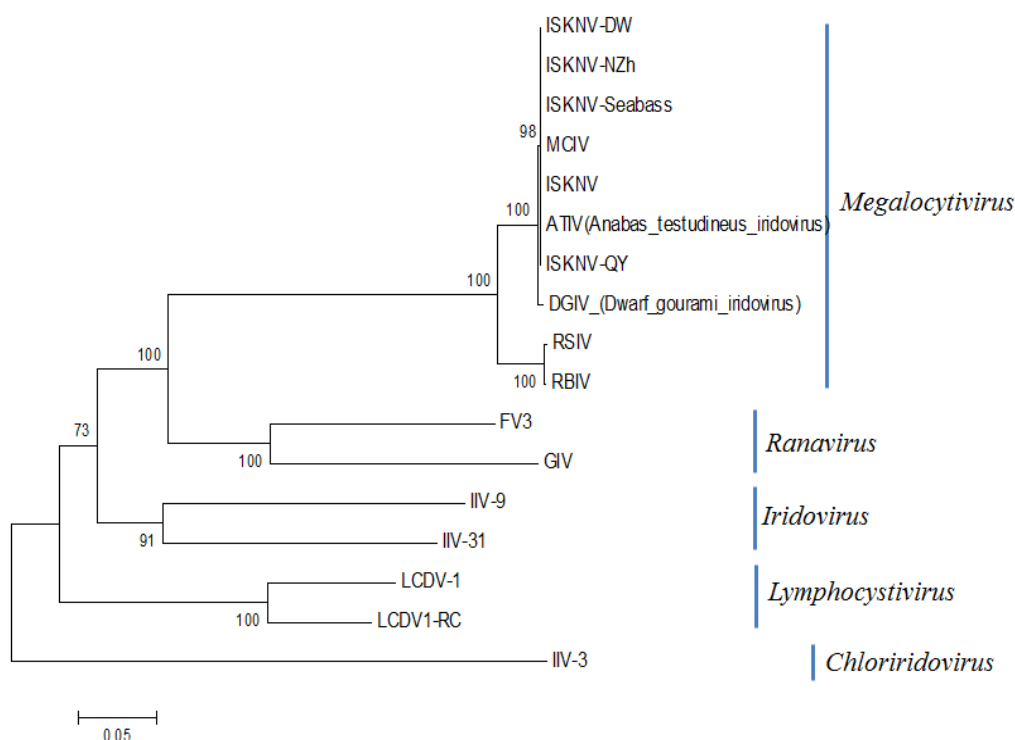 ISKNV-DW
ISKNV-NZh
ISKNV-Seabass
98
MCIV
ISKNV
Megalocytivirus
100
ATIV(Anabas_testudineus_iridovirus)
ISKNV-QY
100
DGIV_(Dwarf_gourami_iridovirus)
RSIV
100
100
RBIV
FV3
73
Ranavirus
100
GIV
IIV-9
Iridovirus
91
IIV-31
LCDV-1
Lymphocystivirus
100
LCDV1-RC
IIV-3
Chloriridovirus
0.05